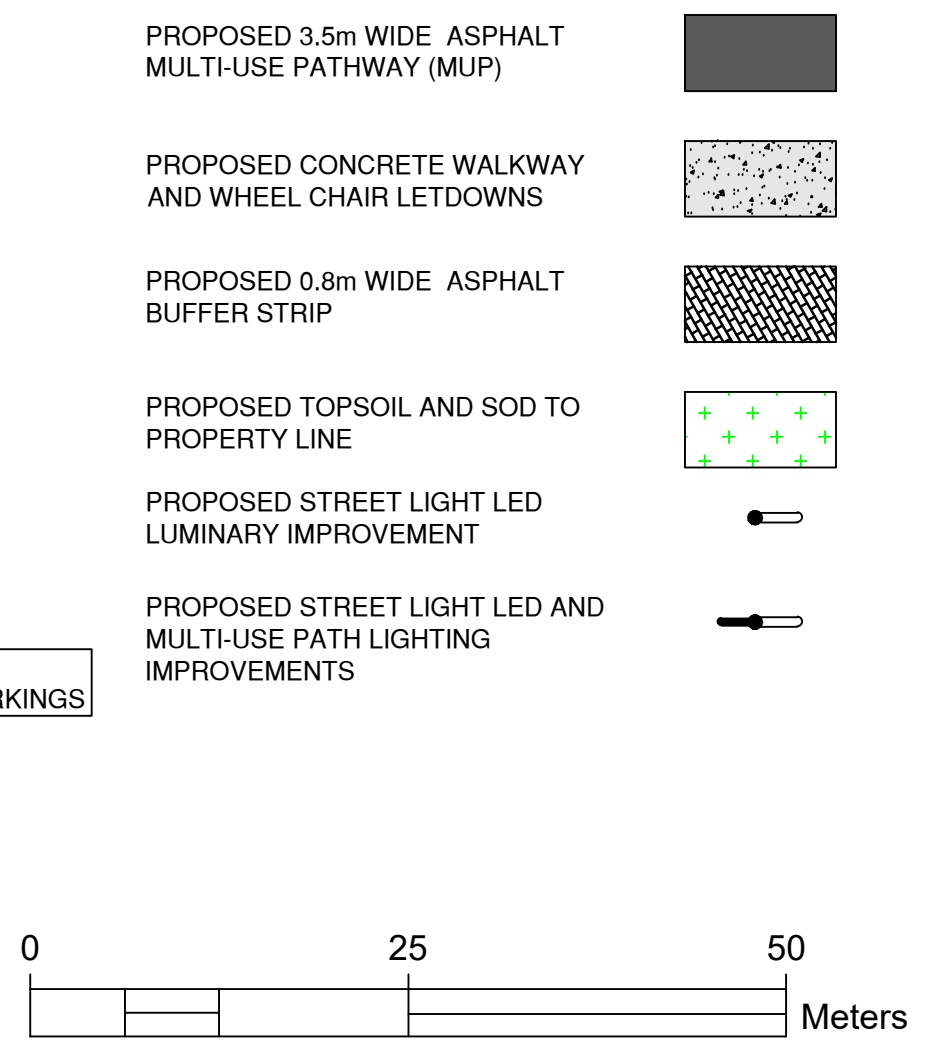 PROPOSED 3.5m WIDE ASPHALT
MULTI-USE PATHWAY (MUP)
PROPOSED CONCRETE WALKWAY
AND WHEEL CHAIR LETDOWNS
PROPOSED 0.8m WIDE ASPHALT
BUFFER STRIP
PROPOSED TOPSOIL AND SOD TO
PROPERTY LINE
PROPOSED STREET LIGHT LED
LUMINARY IMPROVEMENT
PROPOSED STREET LIGHT LED AND
MULTI-USE PATH LIGHTING
IMPROVEMENTS
0 25 50
Meters